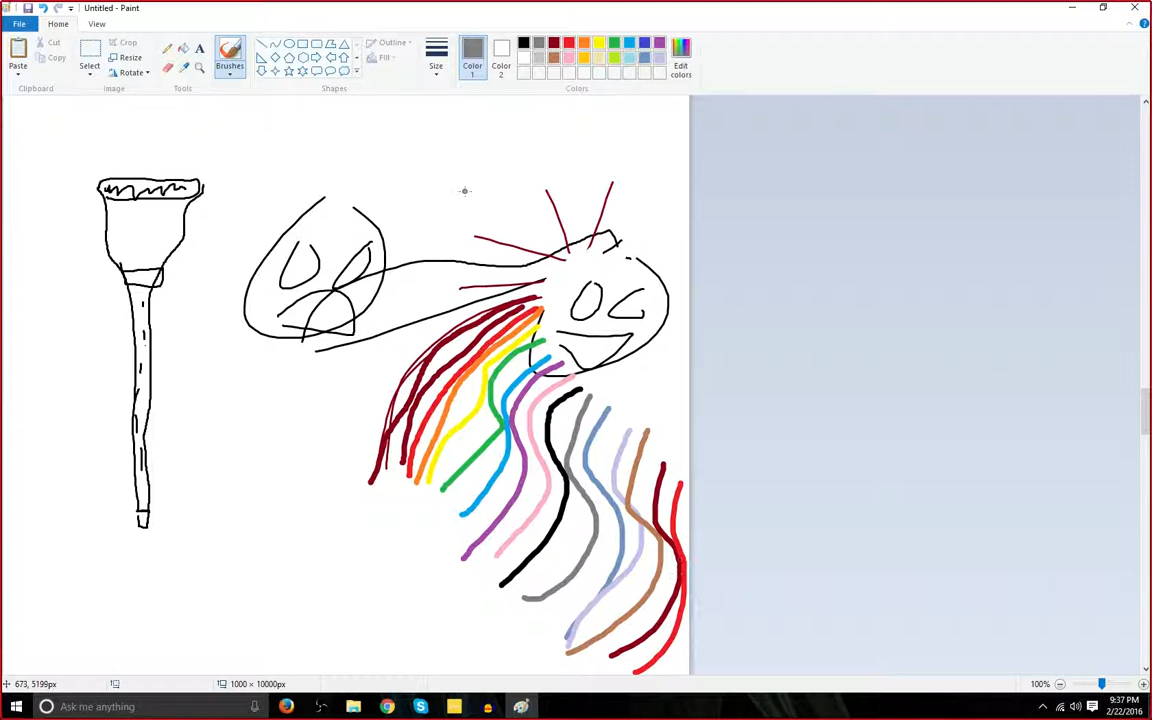 Untitled - Paint
File Home View
Paste
Cut
Copy
Clipboard
Select
Crop
Resize
Rotate
Image
A
Tools
Brushes
Outline
Fill
Shapes
Size
Color 1
Color 2
Edit colors
Colors
673, 5199px
1000 × 10000px
100%
Ask me anything
9:37 PM
2/22/2016